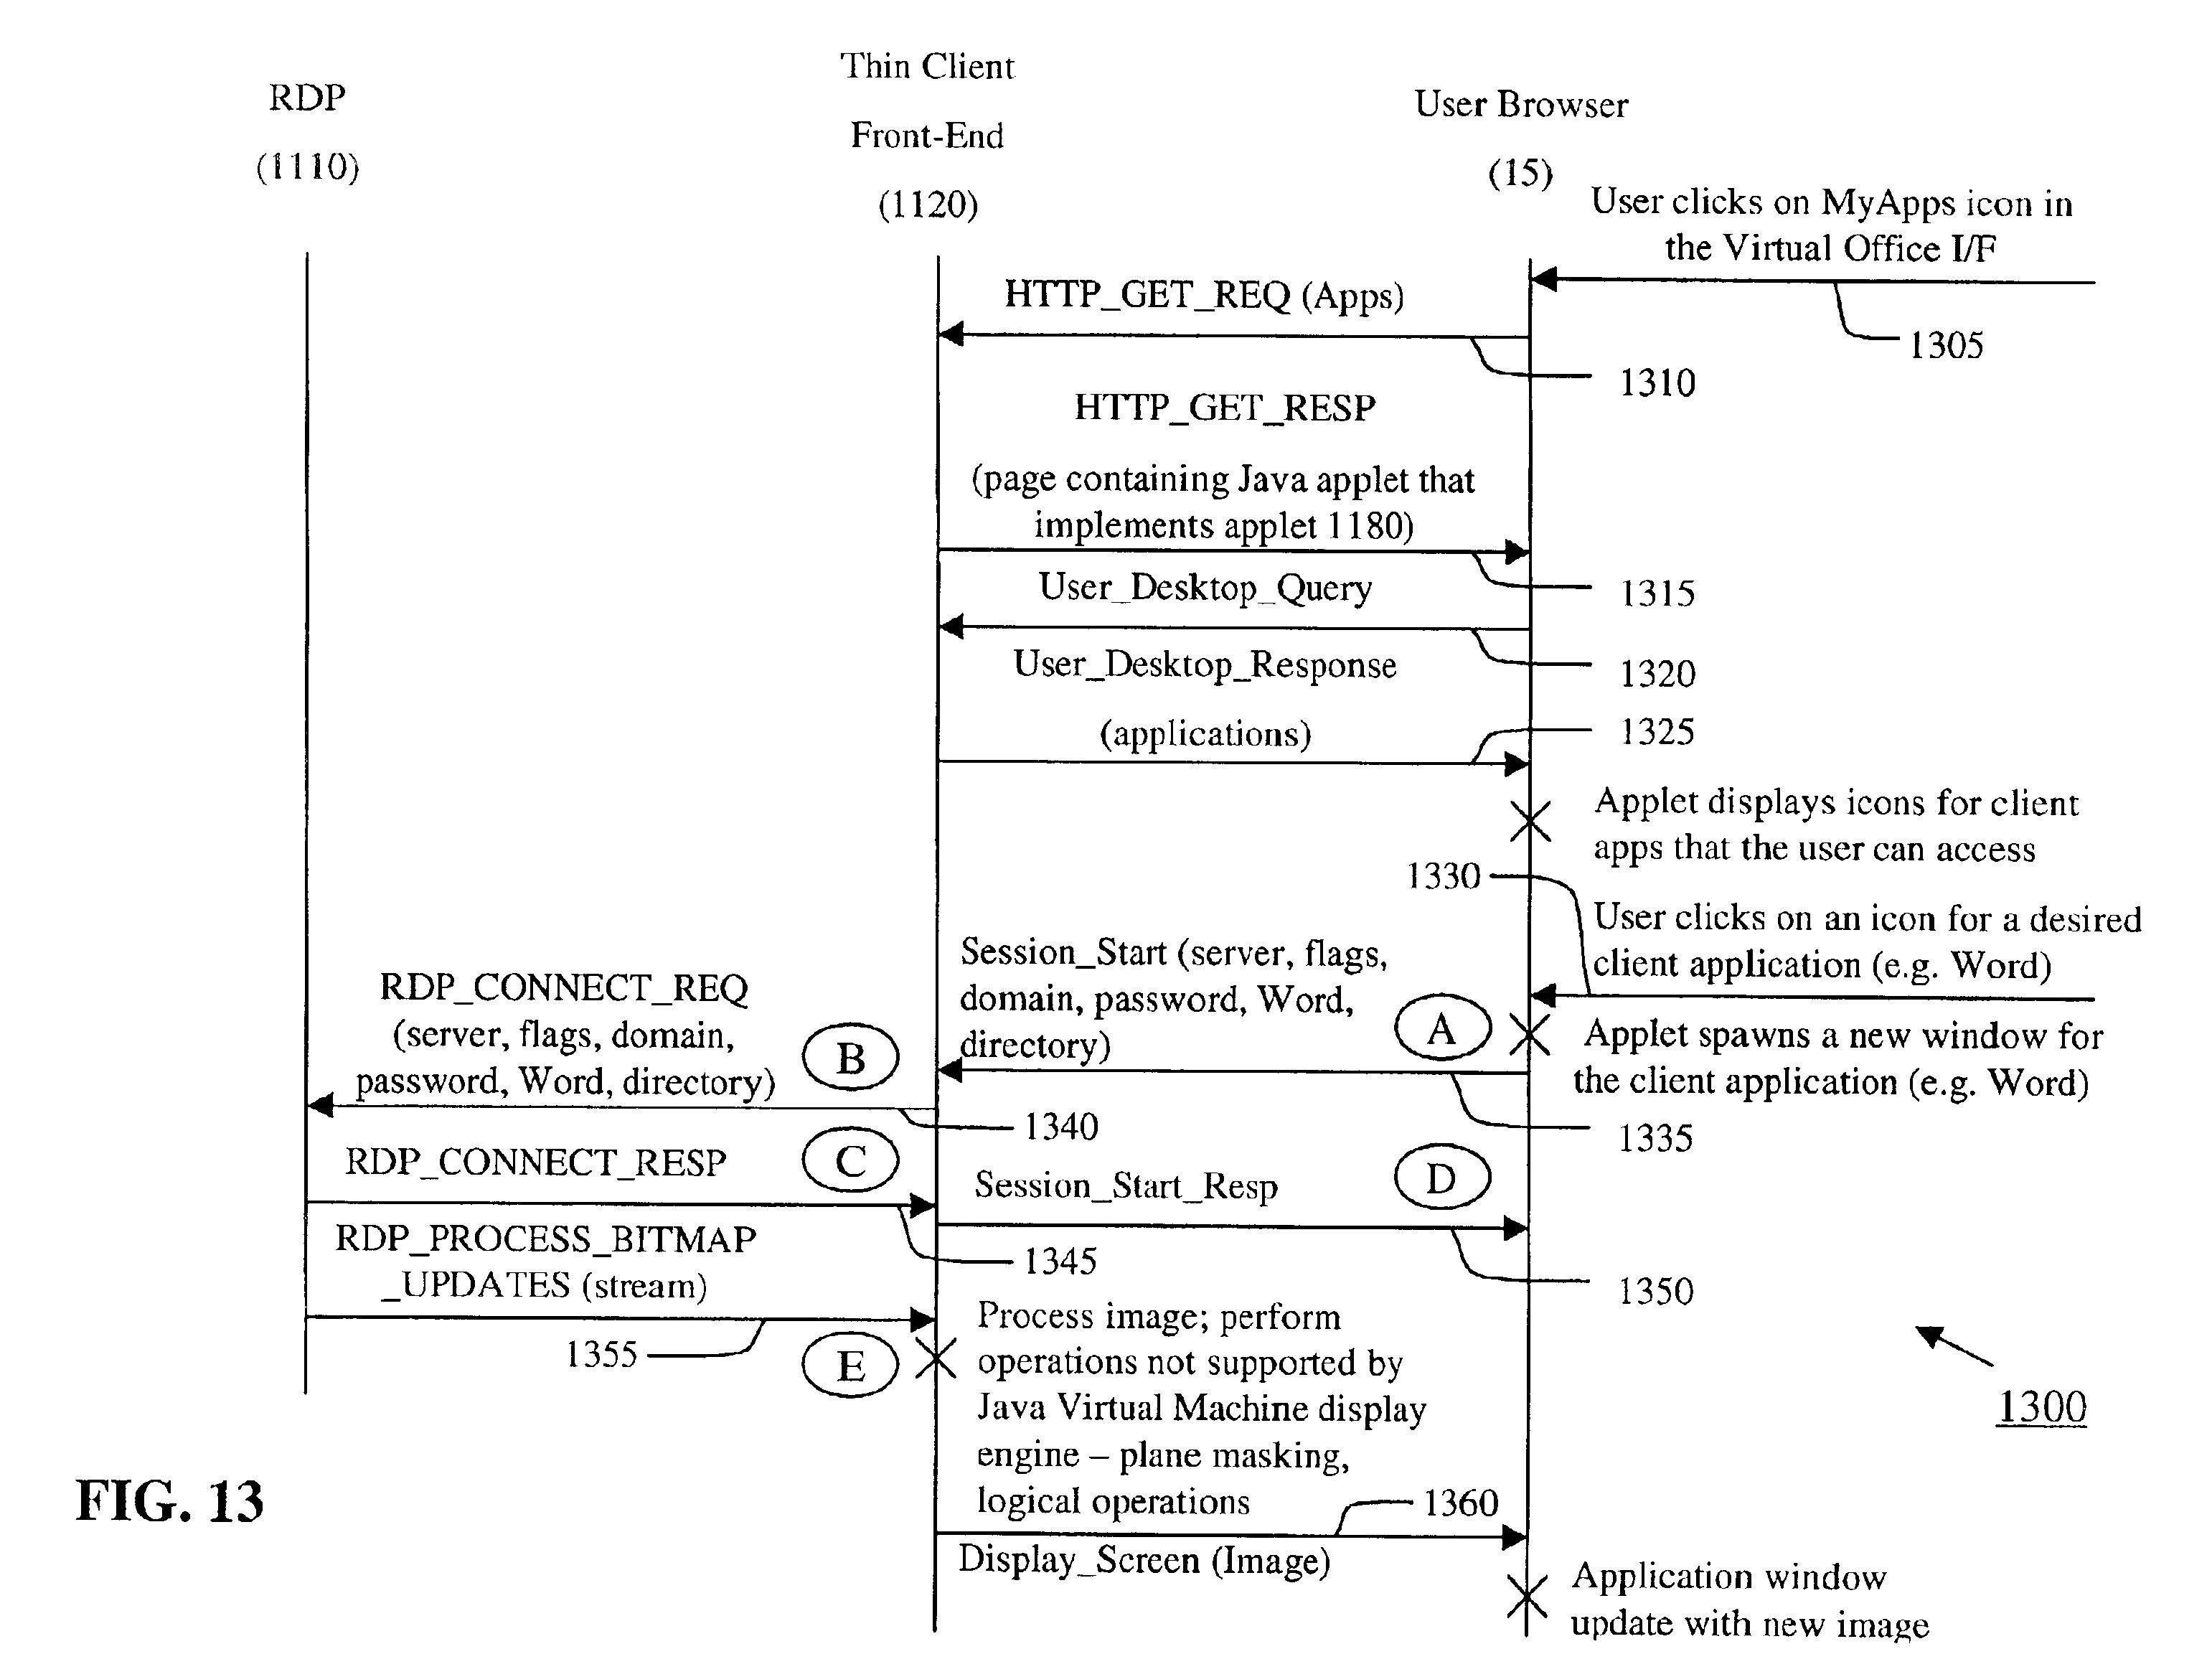 RDP
(1110)
Thin Client
Front-End
(1120)
User Browser
(15)
User clicks on MyApps icon in
the Virtual Office I/F
1305
HTTP_GET_REQ (Apps)
1310
HTTP_GET_RESP
(page containing Java applet that
implements applet 1180)
1315
User_Desktop_Query
1320
User_Desktop_Response
(applications)
1325
Applet displays icons for client
apps that the user can access
1330
User clicks on an icon for a desired
client application (e.g. Word)
Session_Start (server, flags,
domain, password, Word,
directory)
A
Applet spawns a new window for
the client application (e.g. Word)
1335
RDP_CONNECT_REQ
(server, flags, domain,
password, Word, directory)
B
1340
RDP_CONNECT_RESP
C
1345
Session_Start_Resp
D
1350
RDP_PROCESS_BITMAP
_UPDATES (stream)
1355
E
Process image; perform
operations not supported by
Java Virtual Machine display
engine – plane masking,
logical operations
1360
Display_Screen (Image)
Application window
update with new image
1300
FIG. 13